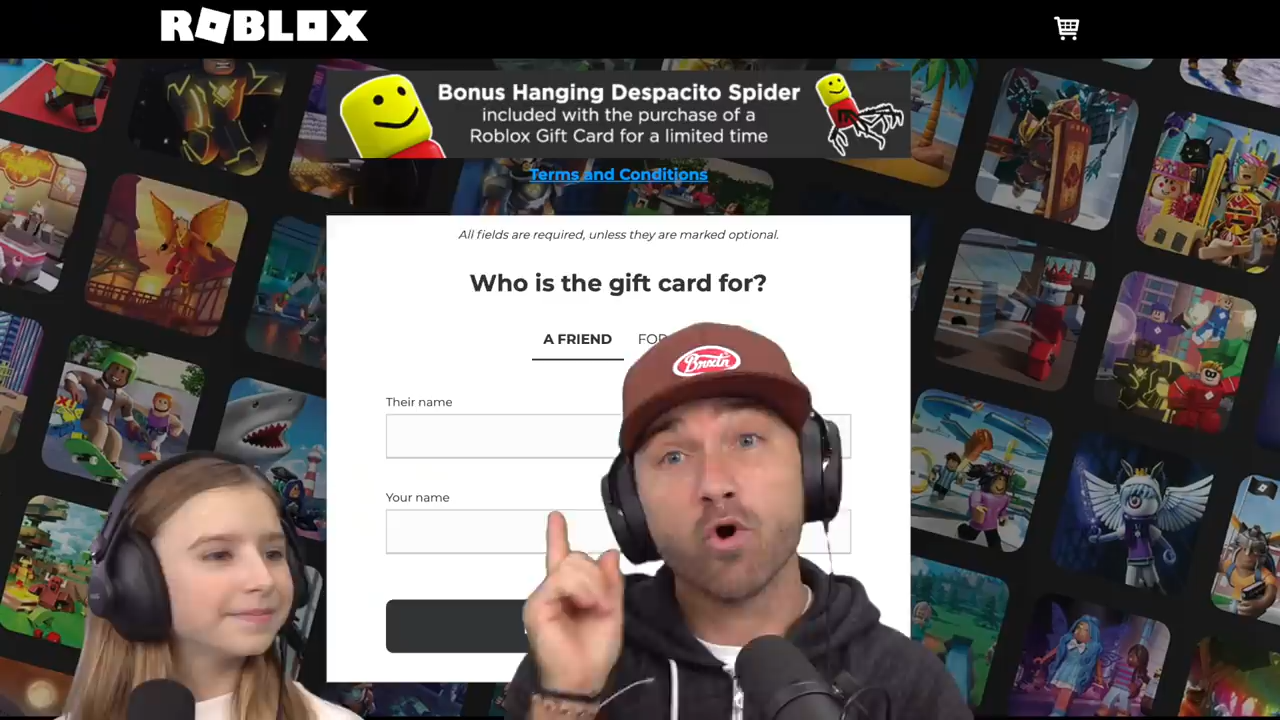 ROBLOX
Bonus Hanging Despacito Spider
included with the purchase of a
Roblox Gift Card for a limited time
Terms and Conditions
All fields are required, unless they are marked optional.
Who is the gift card for?
A FRIEND
Their name
Your name